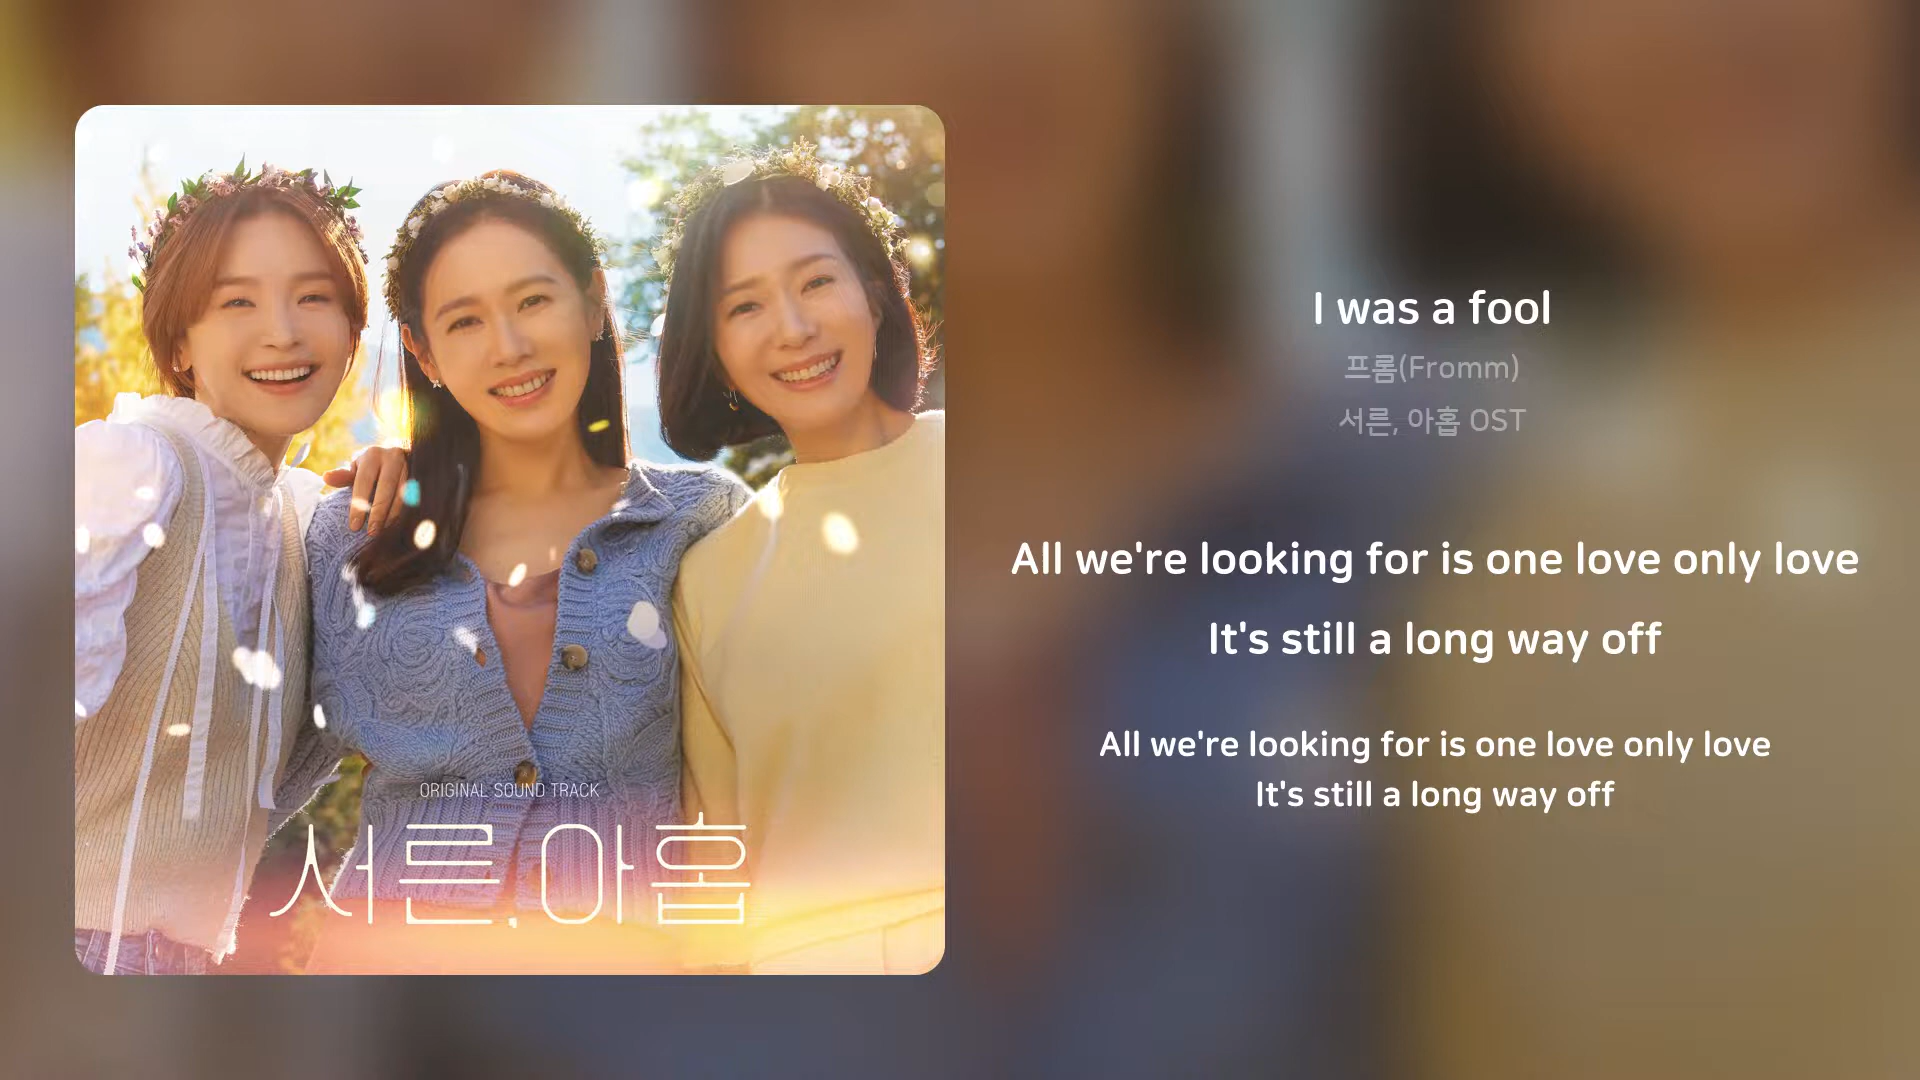 ORIGINAL SOUND TRACK
서른,아홉
I was a fool
프롬(Fromm)
서른, 아홉 OST
All we're looking for is one love only love
It's still a long way off
All we're looking for is one love only love
It's still a long way off